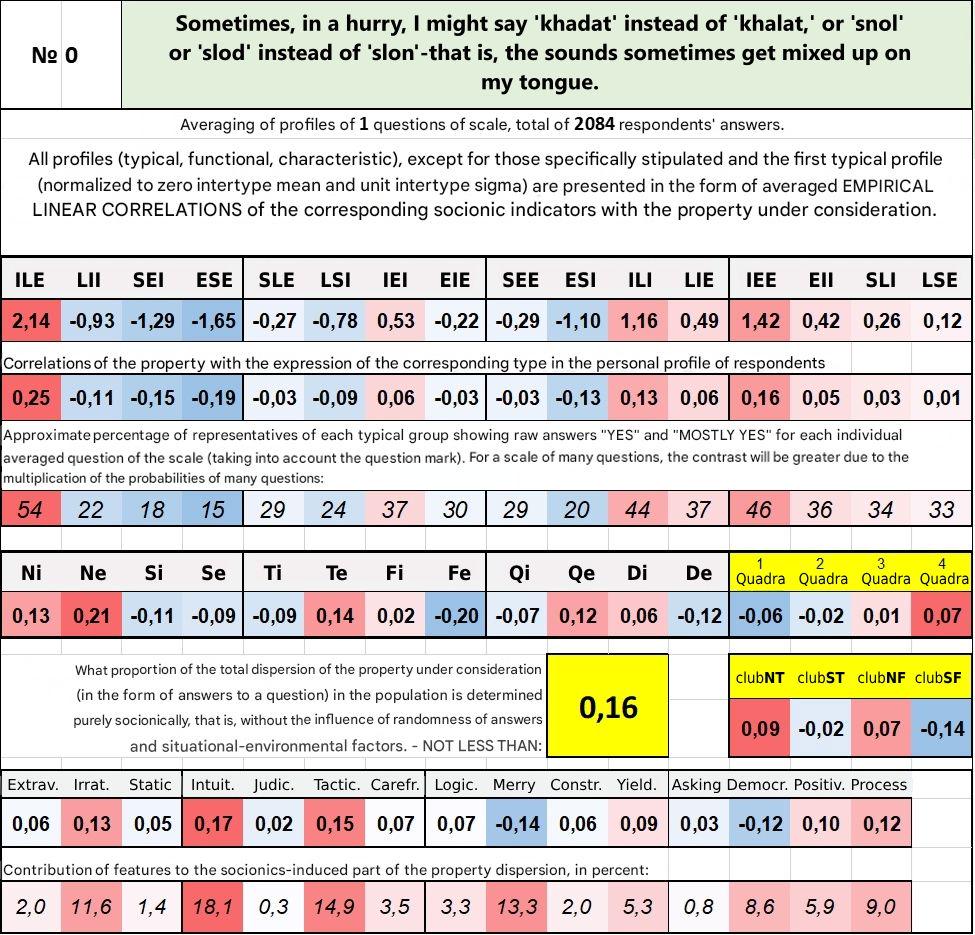 № 0
Sometimes, in a hurry, I might say 'khadat' instead of 'khalat,' or 'snol'
or 'slod' instead of 'slon'-that is, the sounds sometimes get mixed up on
my tongue.
Averaging of profiles of 1 questions of scale, total of 2084 respondents' answers.
All profiles (typical, functional, characteristic), except for those specifically stipulated and the first typical profile
(normalized to zero intertype mean and unit intertype sigma) are presented in the form of averaged EMPIRICAL
LINEAR CORRELATIONS of the corresponding socionic indicators with the property under consideration.
ILE LII SEI ESE SLE LSI IEI EIE SEE ESI ILI LIE IEE EII SLI LSE
2,14 -0,93 -1,29 -1,65 -0,27 -0,78 0,53 -0,22 -0,29 -1,10 1,16 0,49 1,42 0,42 0,26 0,12
Correlations of the property with the expression of the corresponding type in the personal profile of respondents
0,25 -0,11 -0,15 -0,19 -0,03 -0,09 0,06 -0,03 -0,03 -0,13 0,13 0,06 0,16 0,05 0,03 0,01
Approximate percentage of representatives of each typical group showing raw answers "YES" and "MOSTLY YES" for each individual
averaged question of the scale (taking into account the question mark). For a scale of many questions, the contrast will be greater due to the
multiplication of the probabilities of many questions:
54 22 18 15 29 24 37 30 29 20 44 37 46 36 34 33
Ni Ne Si Se Ti Te Fi Fe Qi Qe Di De 1 Quadra 2 Quadra 3 Quadra 4 Quadra
0,13 0,21 -0,11 -0,09 -0,09 0,14 0,02 -0,20 -0,07 0,12 0,06 -0,12 -0,06 -0,02 0,01 0,07
What proportion of the total dispersion of the property under consideration
(in the form of answers to a question) in the population is determined
purely socionically, that is, without the influence of randomness of answers
and situational-environmental factors. - NOT LESS THAN:
0,16
clubNT clubST clubNF clubSF
0,09 -0,02 0,07 -0,14
Extrav. Irrat. Static Intuit. Judic. Tactic. Carefr. Logic. Merry Constr. Yield. Asking Democr. Positiv. Process
0,06 0,13 0,05 0,17 0,02 0,15 0,07 0,07 -0,14 0,06 0,09 0,03 -0,12 0,10 0,12
Contribution of features to the socionics-induced part of the property dispersion, in percent:
2,0 11,6 1,4 18,1 0,3 14,9 3,5 3,3 13,3 2,0 5,3 0,8 8,6 5,9 9,0